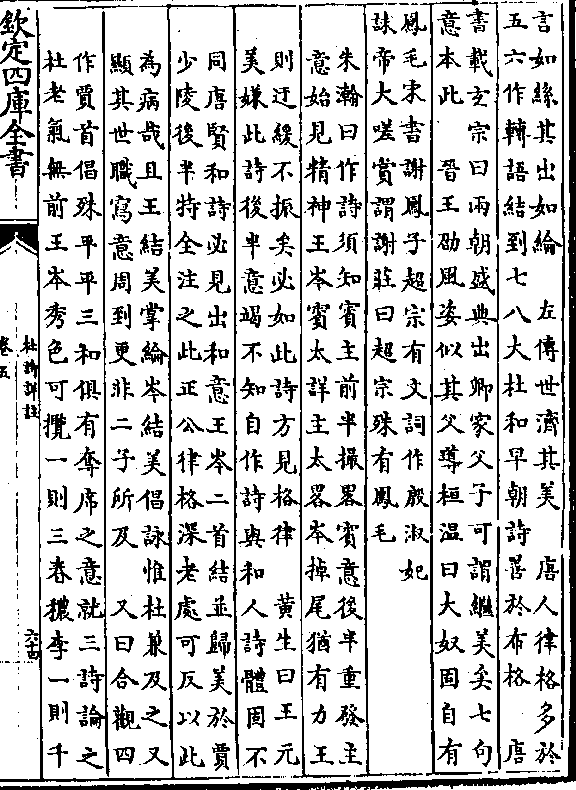 言如絲其出如綸　左傳世濟其美　唐人律格多於
五六作轉語結到七八大杜和早朝詩善於布格　唐
書載玄宗曰兩朝盛典出卿家父子可謂繼美矣七句
意本此　晉王劭風姿似其父導桓溫曰大奴固自有
鳳毛宋書謝鳳子超宗有文詞作殷淑妃
誄帝大嗟賞謂謝莊曰超宗殊有鳳毛
朱瀚曰作詩須知賓主前半撮畧賓意後半重發主
意始見精神王岑賓太詳主太畧岑掉尾猶有力王
則迂緩不振矣必如此詩方見格律　黃生曰王元
美嫌此詩後半意竭不知自作詩與和人詩體固不
同唐賢和詩必見出和意王岑二首結並歸美於賈
少陵後半特全注之此正公律格深老處可反以此
為病哉且王結美掌綸岑結美倡詠惟杜兼及之又
顯其世職寫意周到更非二子所及　又曰合觀四
作賈首倡殊平平三和俱有奪席之意就三詩論之
杜老氣無前王岑秀色可攬一則三春穠李一則千
欽定四庫全書
杜詩詳註
卷五
六十四